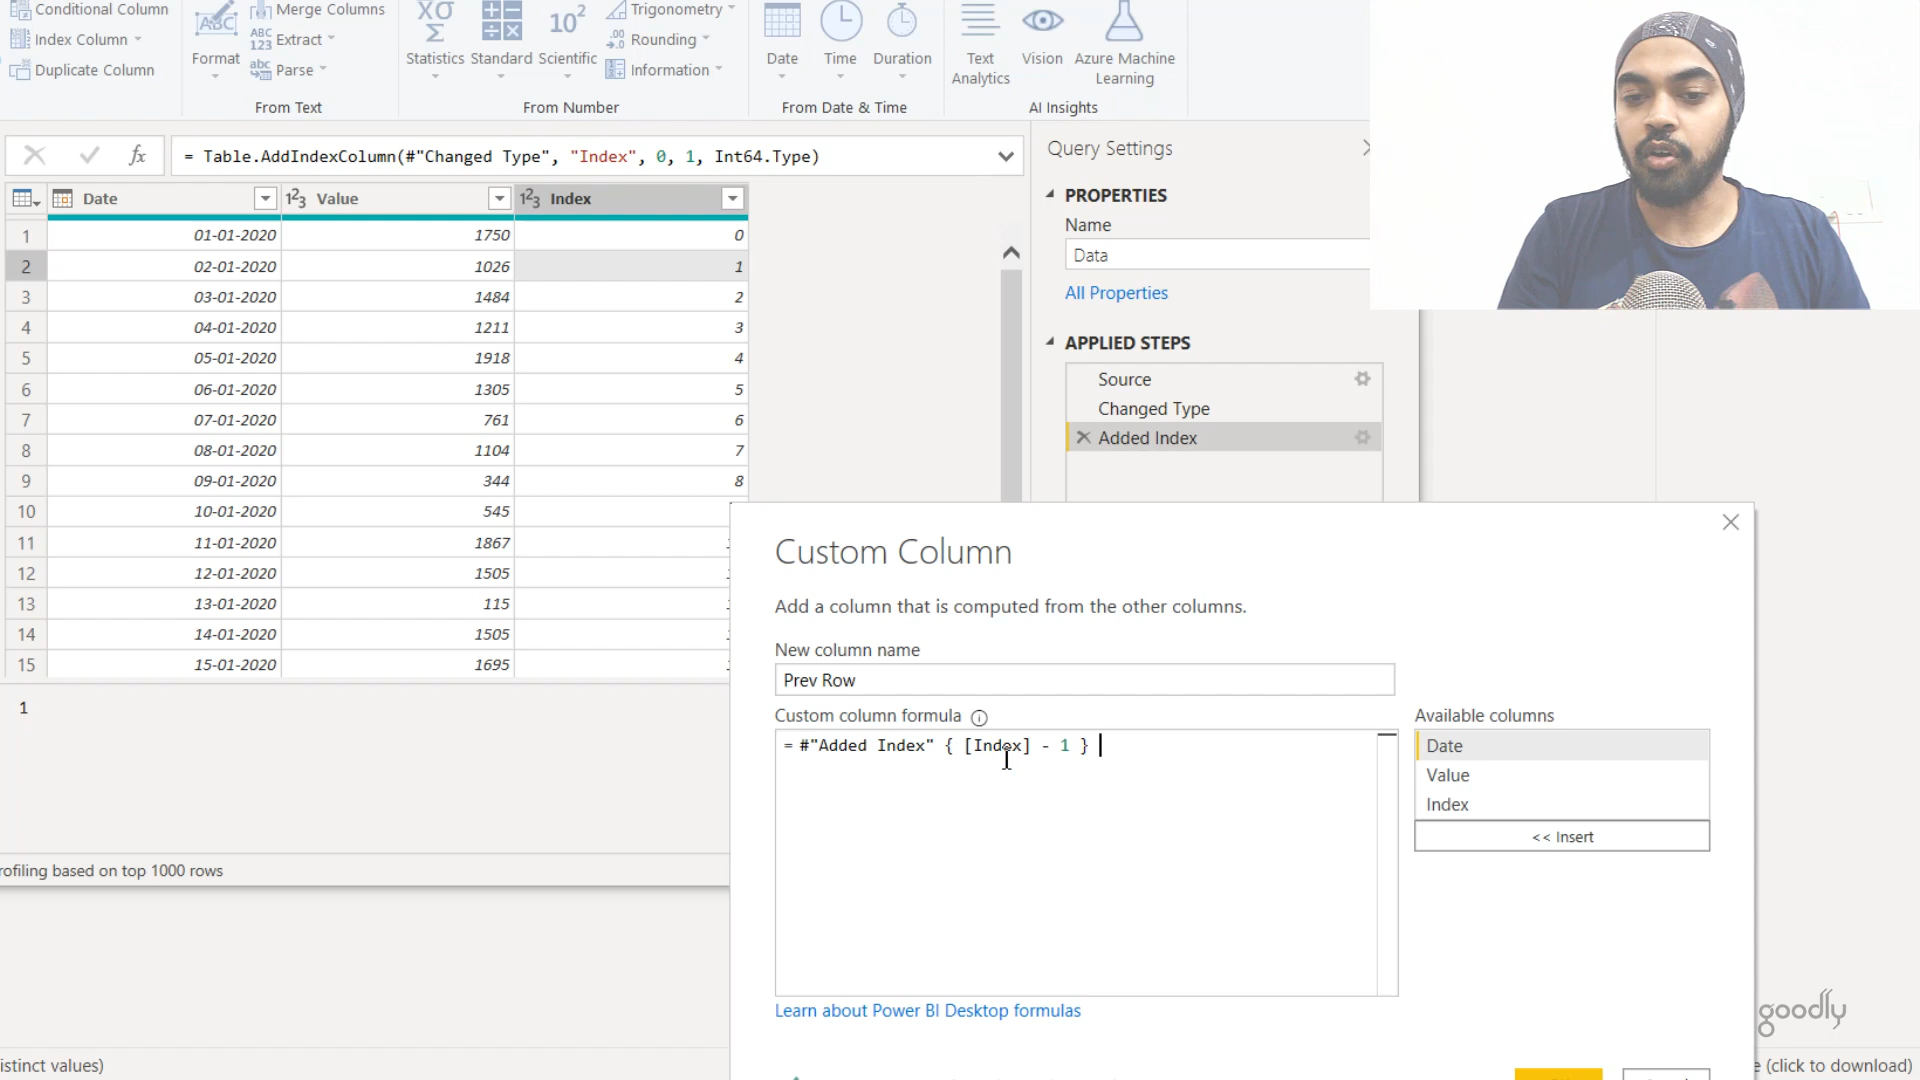 Conditional Column
Index Column
Duplicate Column
ABC
Format
Merge Columns
ABC
123
Extract
abc
Parse
From Text
XΟ
Σ
Statistics
Standard
10²
Scientific
Trigonometry
.00
Rounding
Information
From Number
Date
Time
Duration
From Date & Time
Text
Analytics
Vision
Azure Machine
Learning
AI Insights
fx
= Table.AddIndexColumn(#"Changed Type", "Index", 0, 1, Int64.Type)
Date
1²3 Value
1²3 Index
1 01-01-2020 1750 0
2 02-01-2020 1026 1
3 03-01-2020 1484 2
4 04-01-2020 1211 3
5 05-01-2020 1918 4
6 06-01-2020 1305 5
7 07-01-2020 761 6
8 08-01-2020 1104 7
9 09-01-2020 344 8
10 10-01-2020 545
11 11-01-2020 1867
12 12-01-2020 1505
13 13-01-2020 115
14 14-01-2020 1505
15 15-01-2020 1695
1
rofiling based on top 1000 rows
istinct values)
Query Settings
PROPERTIES
Name
Data
All Properties
APPLIED STEPS
Source
Changed Type
Added Index
Custom Column
Add a column that is computed from the other columns.
New column name
Prev Row
Custom column formula
= #"Added Index" { [Index] - 1 }
Available columns
Date
Value
Index
<< Insert
Learn about Power BI Desktop formulas
goodly
e (click to download)